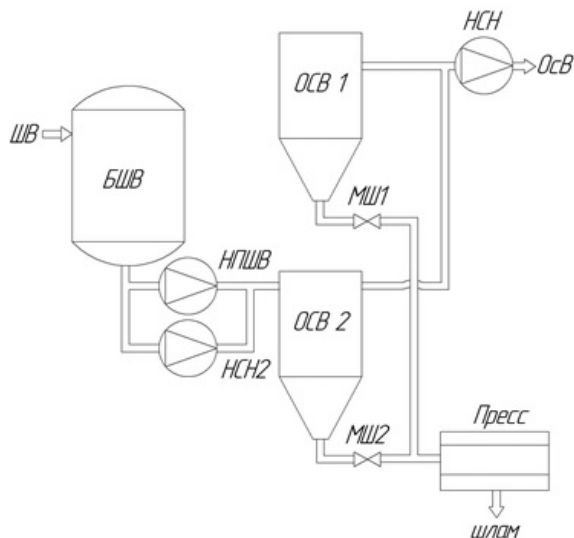 НСН
ОСВ 1
ОсВ
ШВ
БШВ
МШ1
НПШВ
ОСВ 2
НСН2
МШ2
Пресс
шлам